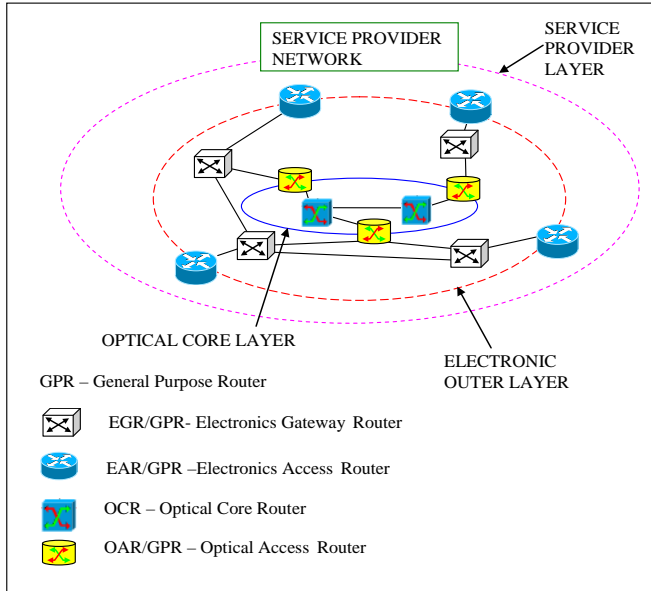 SERVICE PROVIDER
NETWORK
SERVICE
PROVIDER
LAYER
OPTICAL CORE LAYER
ELECTRONIC
OUTER LAYER
GPR – General Purpose Router
EGR/GPR- Electronics Gateway Router
EAR/GPR –Electronics Access Router
OCR – Optical Core Router
OAR/GPR – Optical Access Router